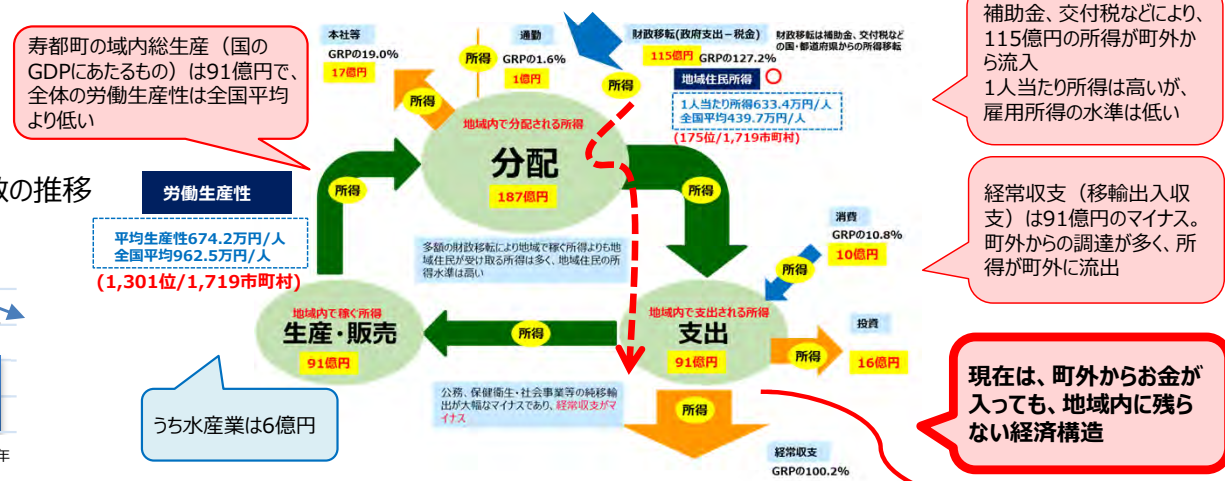 寿都町の域内総生産（国の
GDPにあたるもの）は91億円で、
全体の労働生産性は全国平均
より低い
本社等
GRPの19.0%
17億円
所得
所得
通勤
GRPの1.6%
1億円
財政移転(政府支出－税金)
115億円 GRPの127.2%
財政移転は補助金、交付税など
の国・都道府県からの所得移転
所得
地域住民所得
1人当たり所得633.4万円/人
全国平均439.7万円/人
(175位/1,719市町村)
補助金、交付税などにより、
115億円の所得が町外か
ら流入
1人当たり所得は高いが、
雇用所得の水準は低い
地域内で分配される所得
分配
187億円
所得
所得
の推移
労働生産性
平均生産性674.2万円/人
全国平均962.5万円/人
(1,301位/1,719市町村)
多額の財政移転により地域で稼ぐ所得よりも地
域住民が受け取る所得は多く、地域住民の所
得水準は高い
消費
GRPの10.8%
10億円
所得
経常収支（移輸出入収
支）は91億円のマイナス。
町外からの調達が多く、所
得が町外に流出
地域内で稼ぐ所得
生産・販売
91億円
所得
地域内で支出される所得
支出
91億円
投資
所得
16億円
うち水産業は6億円
公務、保健衛生・社会事業等の純移輸
出が大幅なマイナスであり、経常収支がマ
イナス
所得
経常収支
GRPの100.2%
現在は、町外からお金が
入っても、地域内に残ら
ない経済構造
年